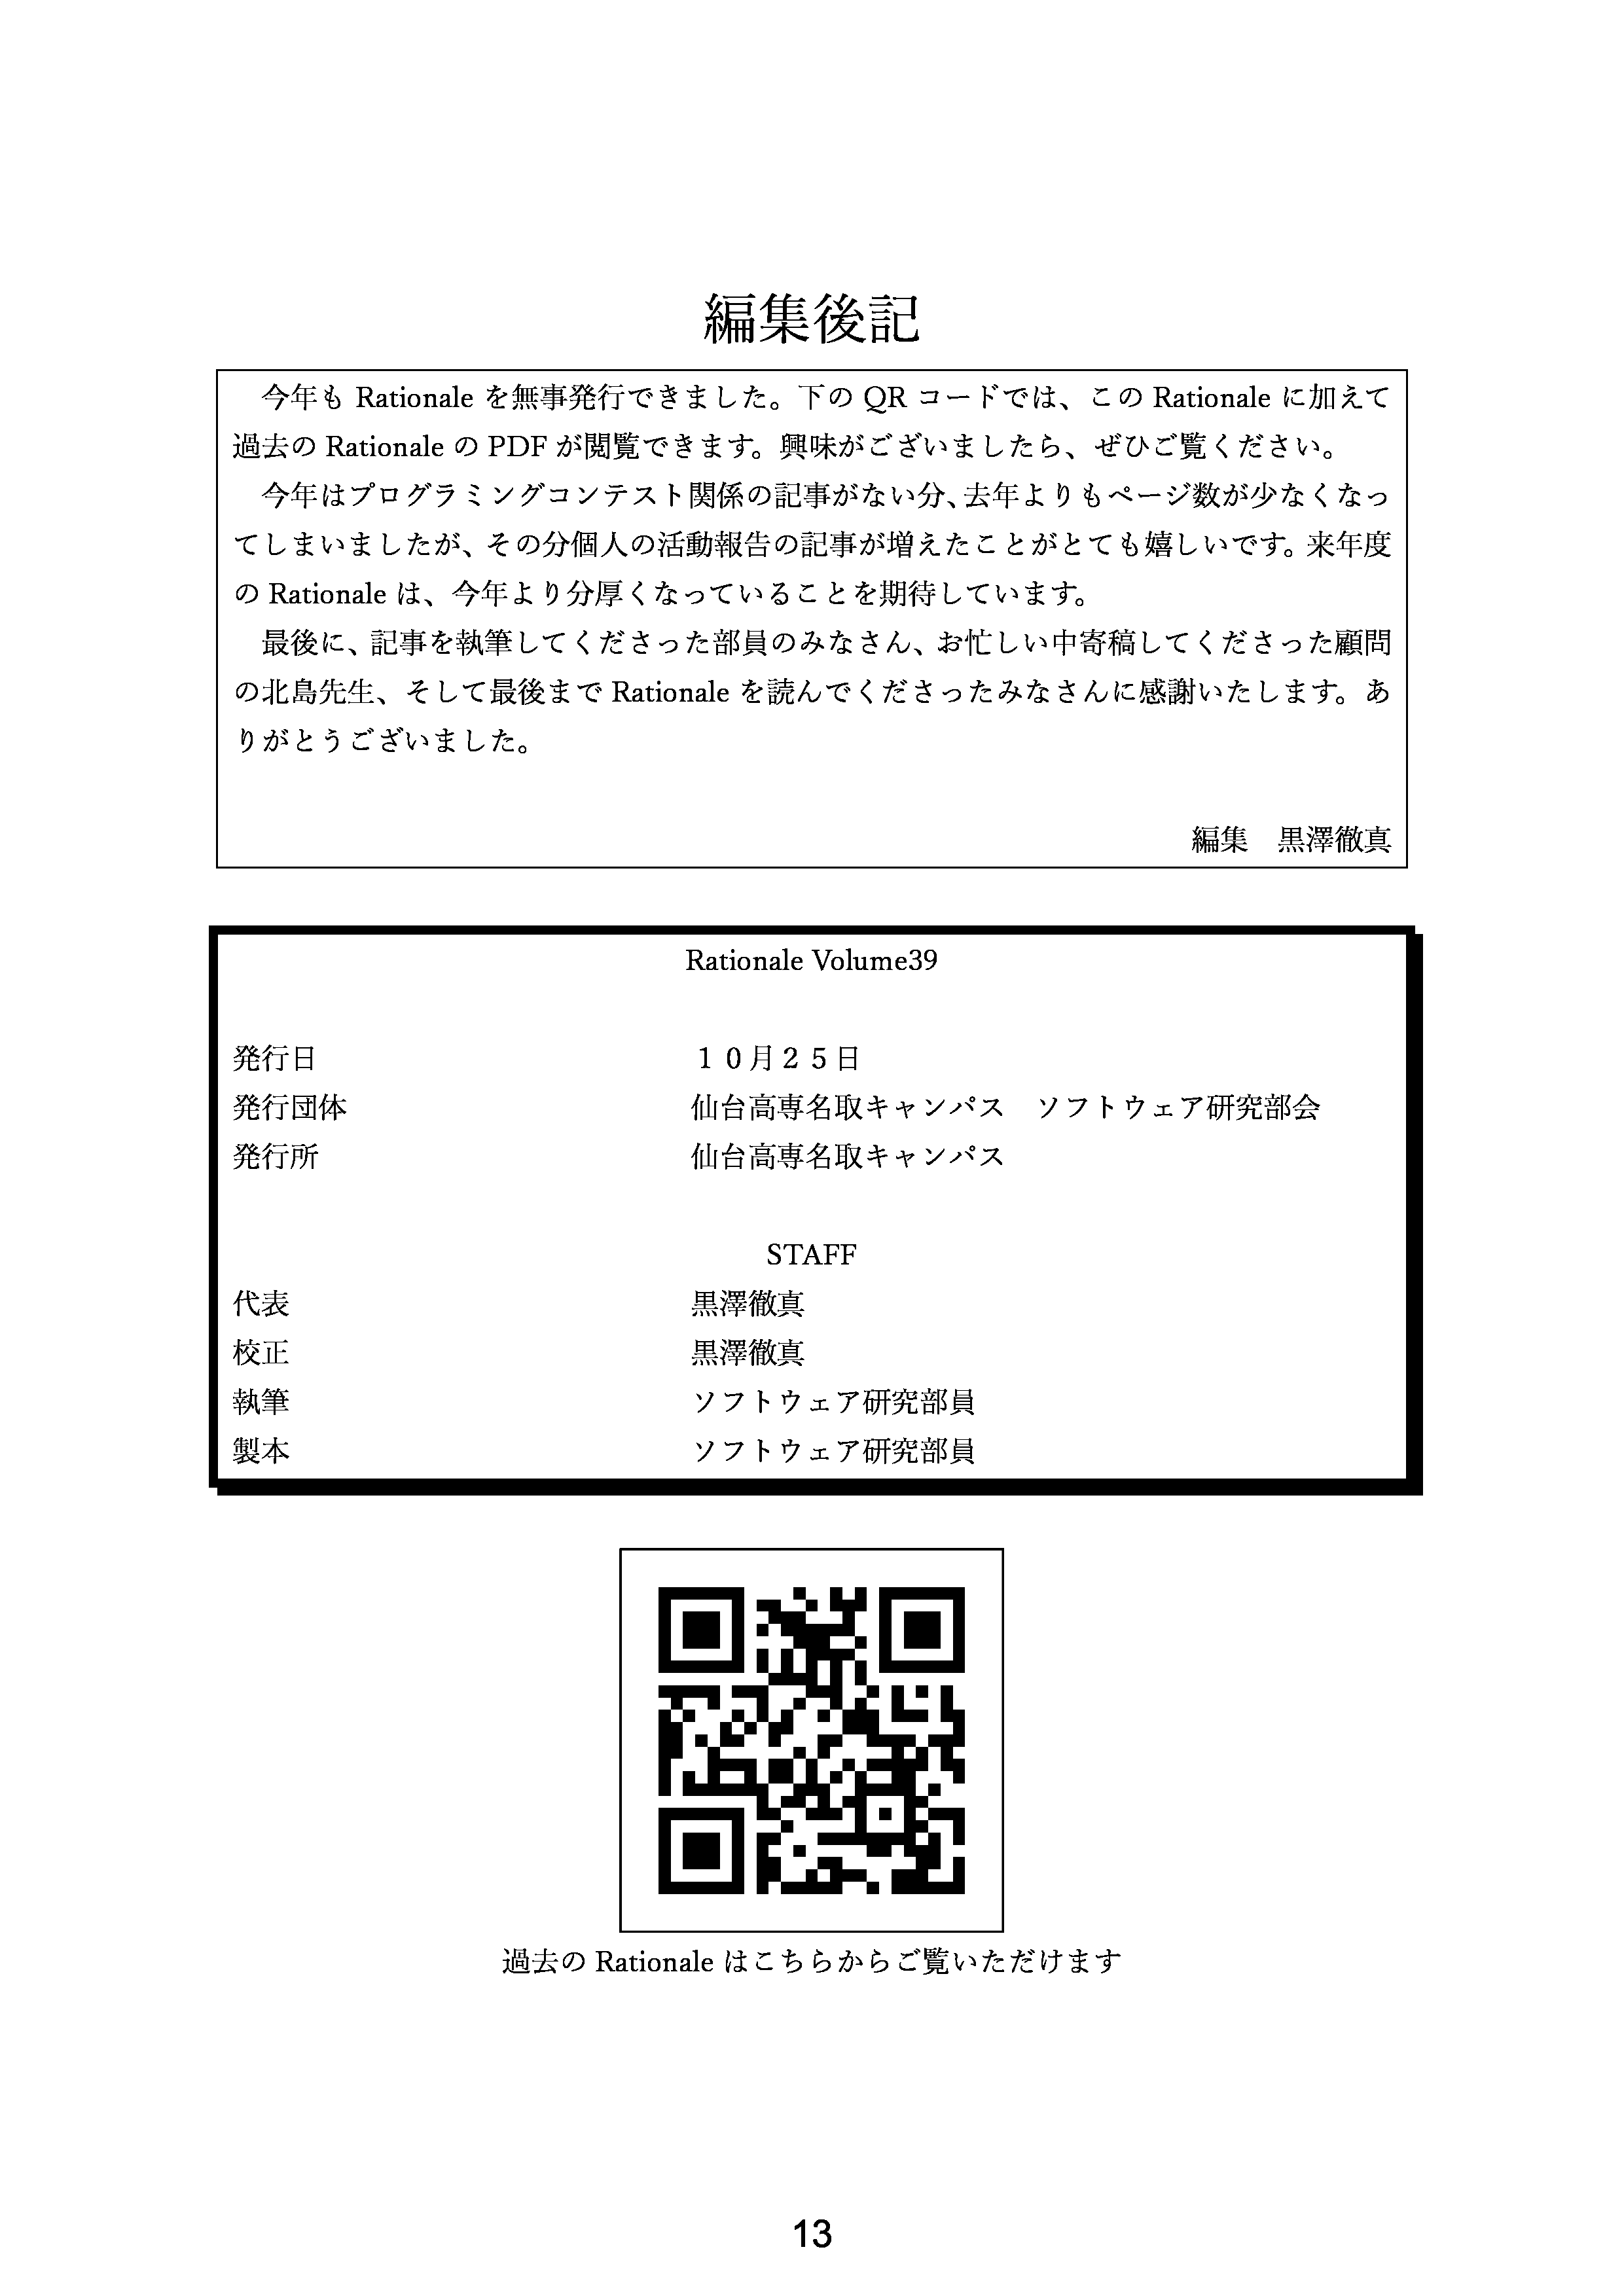 編集後記
今年も Rationale を無事発行できました。下の QR コードでは、この Rationale に加えて
過去の Rationale の PDF が閲覧できます。興味がございましたら、ぜひご覧ください。
今年はプログラミングコンテスト関係の記事がない分、去年よりもページ数が少なくなっ
てしまいましたが、その分個人の活動報告の記事が増えたことがとても嬉しいです。来年度
の Rationale は、今年より分厚くなっていることを期待しています。
最後に、記事を執筆してくださった部員のみなさん、お忙しい中寄稿してくださった顧問
の北島先生、そして最後まで Rationale を読んでくださったみなさんに感謝いたします。あ
りがとうございました。
編集　黒澤徹真
Rationale Volume39
発行日　１０月２５日
発行団体　仙台高専名取キャンパス　ソフトウェア研究部会
発行所　仙台高専名取キャンパス
STAFF
代表　黒澤徹真
校正　黒澤徹真
執筆　ソフトウェア研究部員
製本　ソフトウェア研究部員
過去の Rationale はこちらからご覧いただけます
13